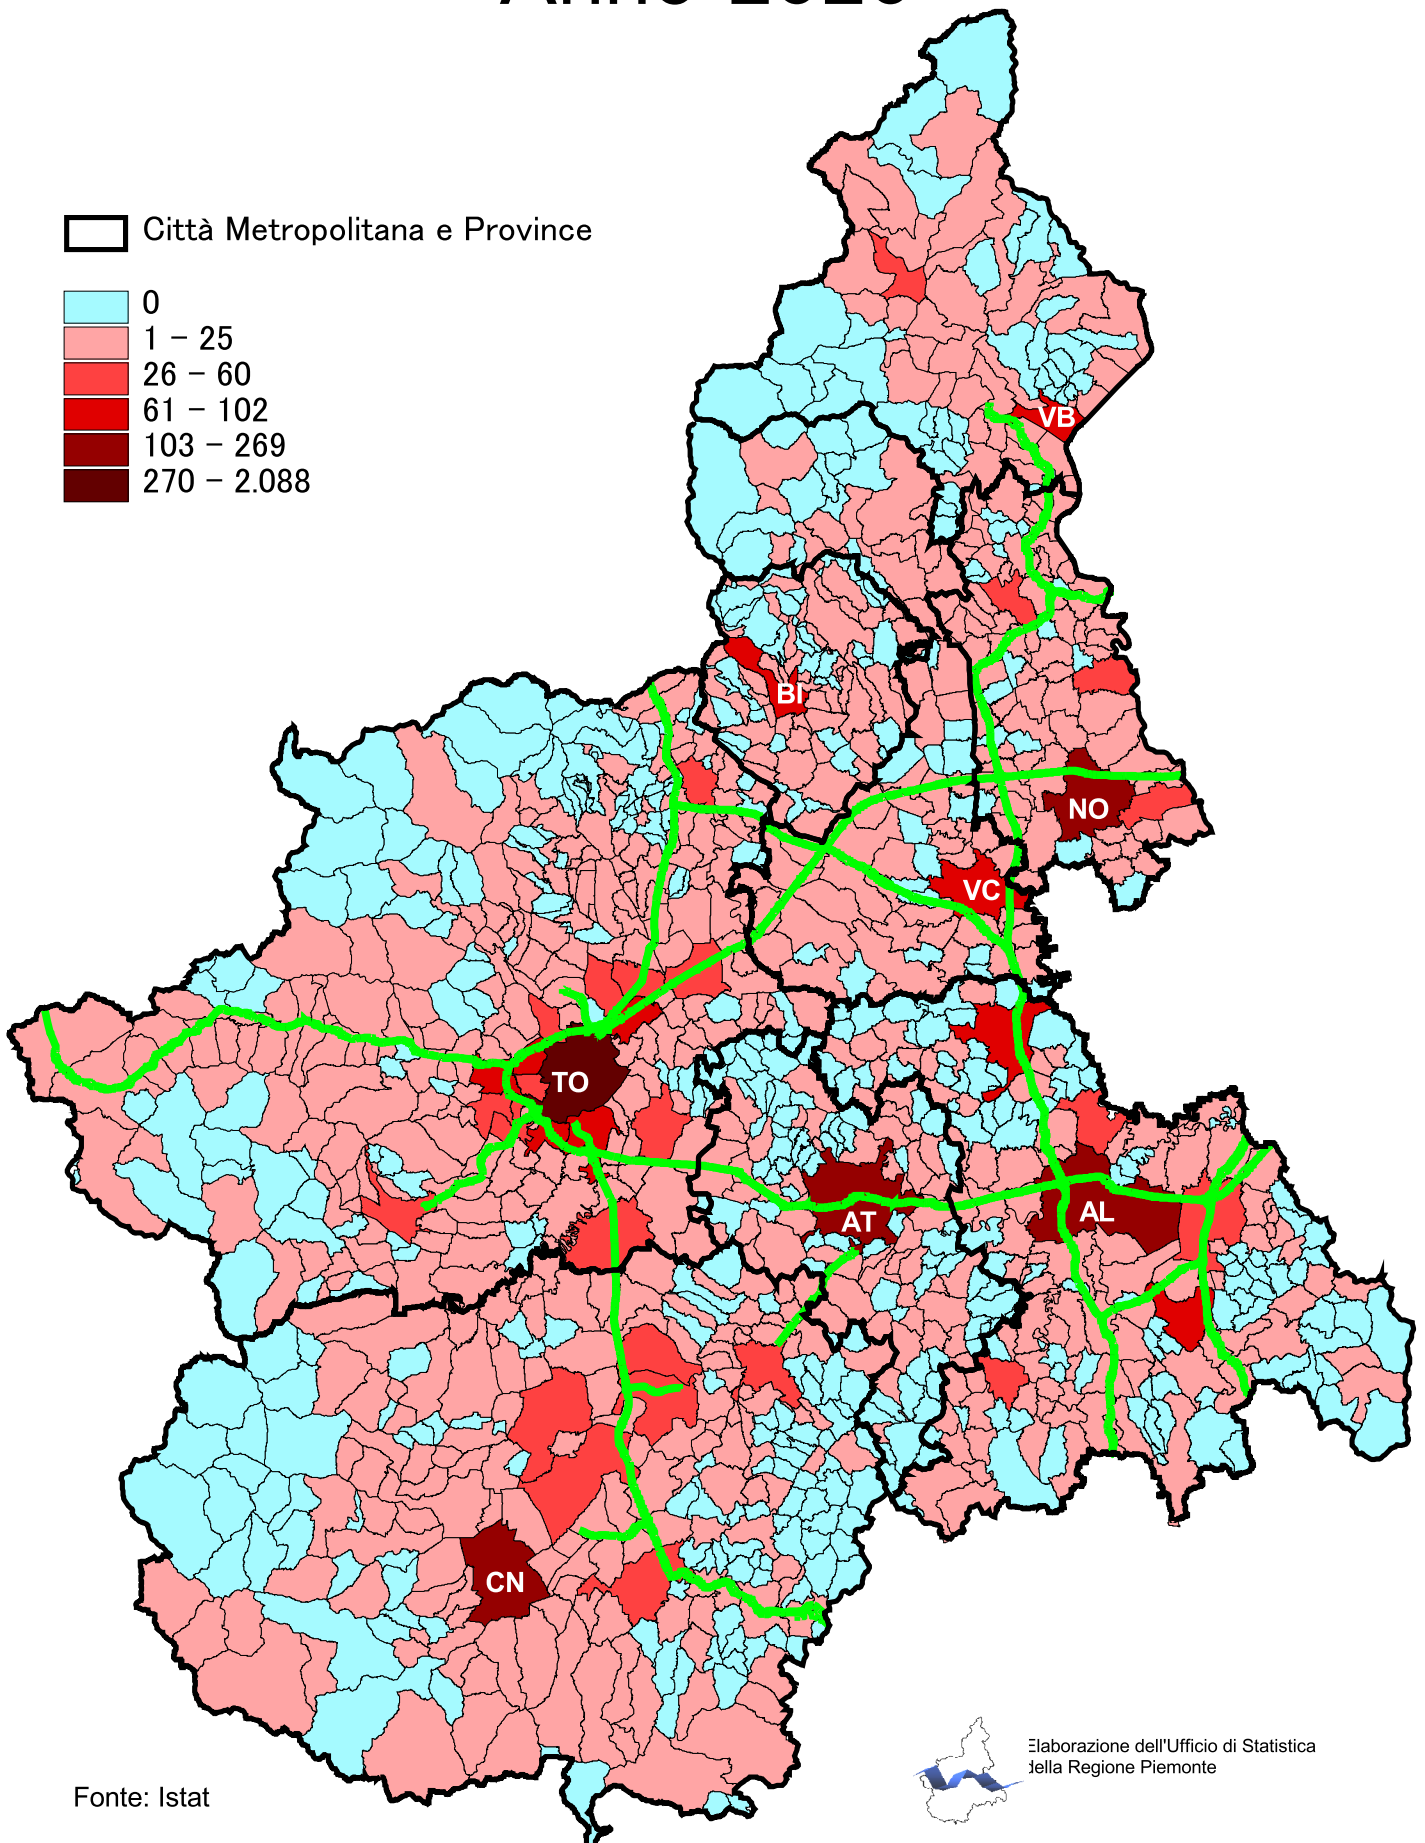 Città Metropolitana e Province
0
1 - 25
26 - 60
61 - 102
103 - 269
270 - 2.088
VB
BI
NO
VC
TO
AT
AL
CN
Elaborazione dell'Ufficio di Statistica
della Regione Piemonte
Fonte: Istat